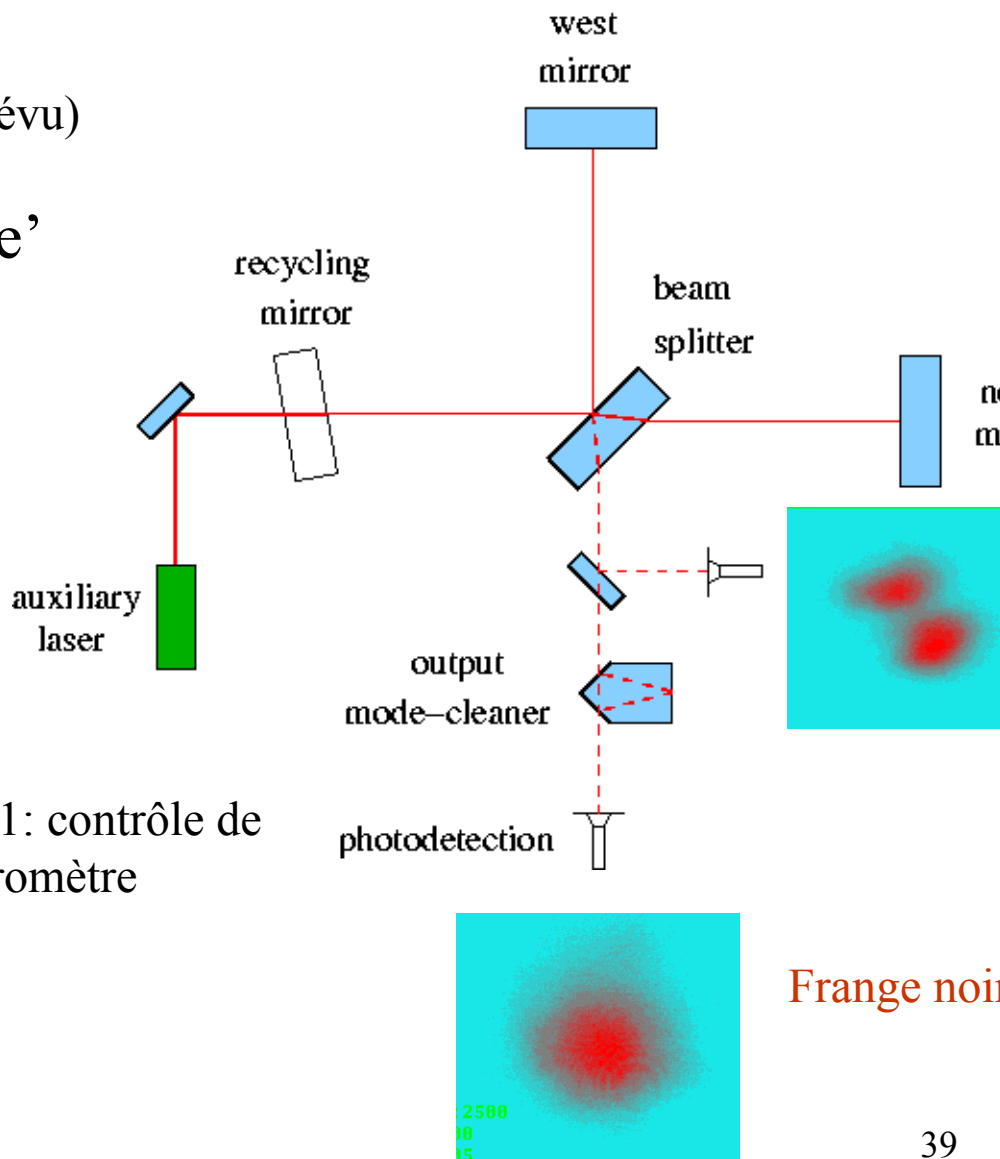 west
mirror
évu)
e’
recycling
mirror
beam
splitter
auxiliary
laser
output
mode–cleaner
1: contrôle de
romètre
photodetection
2500
Frange noir
39